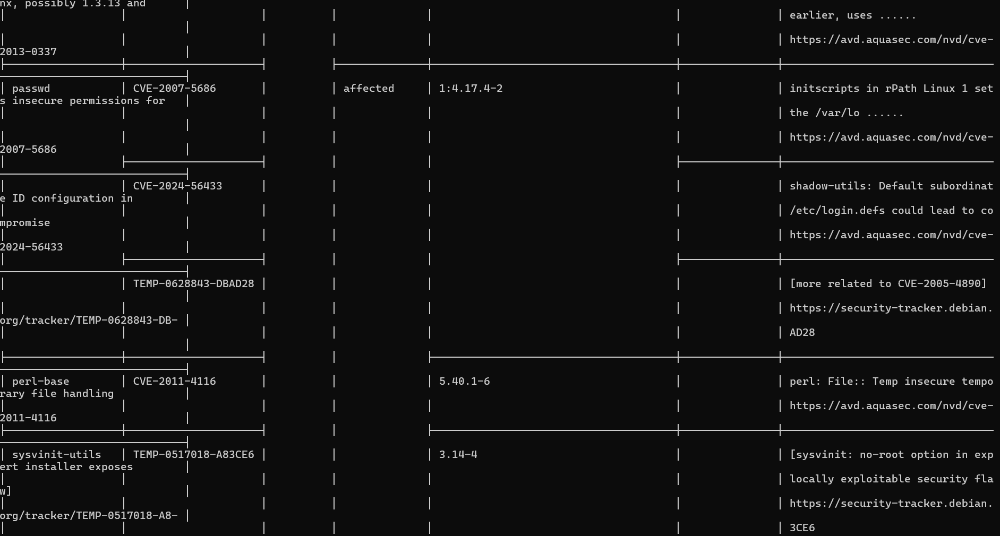 nx, possibly 1.3.13 and
earlier, uses ......
https://avd.aquasec.com/nvd/cve-
2013-0337
passwd CVE-2007-5686 affected 1:4.17.4-2 initscripts in rPath Linux 1 set
s insecure permissions for
the /var/lo ......
https://avd.aquasec.com/nvd/cve-
2007-5686
CVE-2024-56433 shadow-utils: Default subordinat
e ID configuration in
/etc/login.defs could lead to co
mpromise
https://avd.aquasec.com/nvd/cve-
2024-56433
TEMP-0628843-DBAD28 [more related to CVE-2005-4890]
https://security-tracker.debian.
org/tracker/TEMP-0628843-DB-
AD28
perl-base CVE-2011-4116 5.40.1-6 perl: File:: Temp insecure tempo
rary file handling
https://avd.aquasec.com/nvd/cve-
2011-4116
sysvinit-utils TEMP-0517018-A83CE6 3.14-4 [sysvinit: no-root option in exp
ert installer exposes
locally exploitable security fla
w]
https://security-tracker.debian.
org/tracker/TEMP-0517018-A8-
3CE6